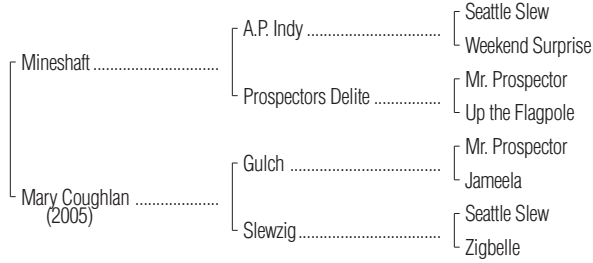 Seattle Slew
A.P. Indy ..............................
Weekend Surprise
Mineshaft ............................
Mr. Prospector
Prospectors Delite ...............
Up the Flagpole
Mr. Prospector
Gulch ..................................
Jameela
Mary Coughlan ..................
(2005)
Seattle Slew
Slewzig ................................
Zigbelle